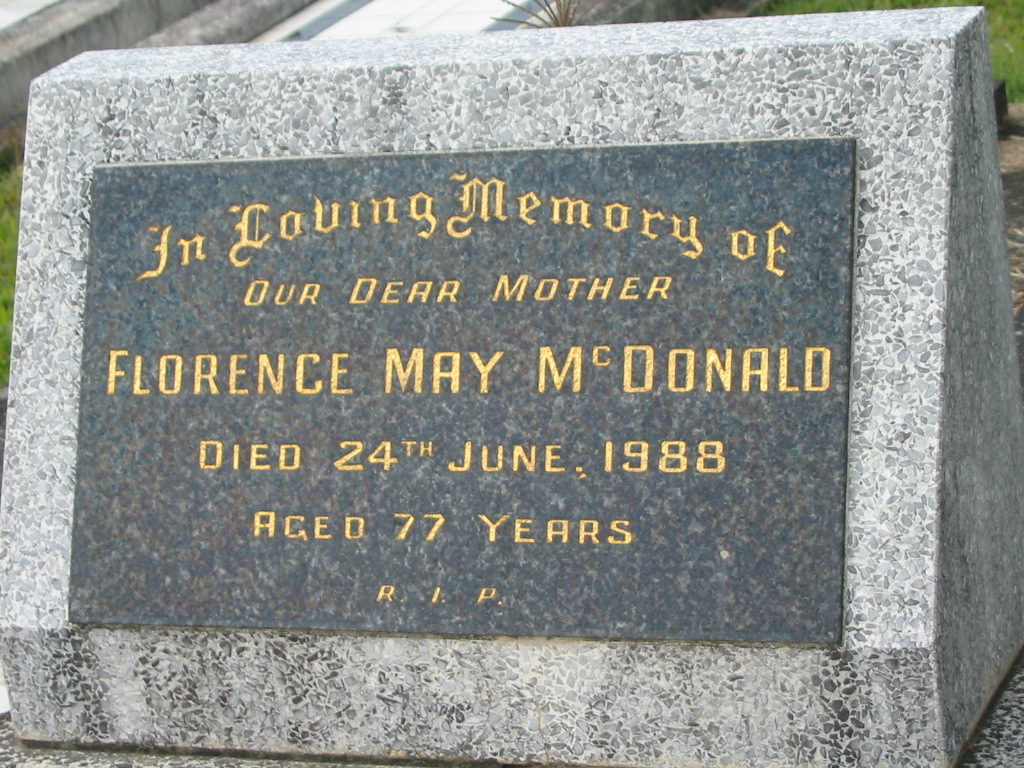 In Loving Memory of
OUR DEAR MOTHER
FLORENCE MAY McDONALD
DIED 24TH JUNE, 1988
AGED 77 YEARS
R. I. P.